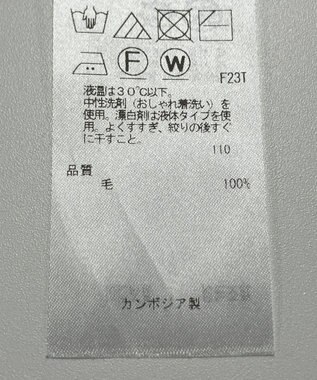 F
W
F23T
液温は30℃以下。
中性洗剤（おしゃれ着洗い）を
使用。漂白剤は液体タイプを使
用。よくすすぎ、絞りの後すぐ
に干すこと。
110
品質
毛 100%
カンボジア製